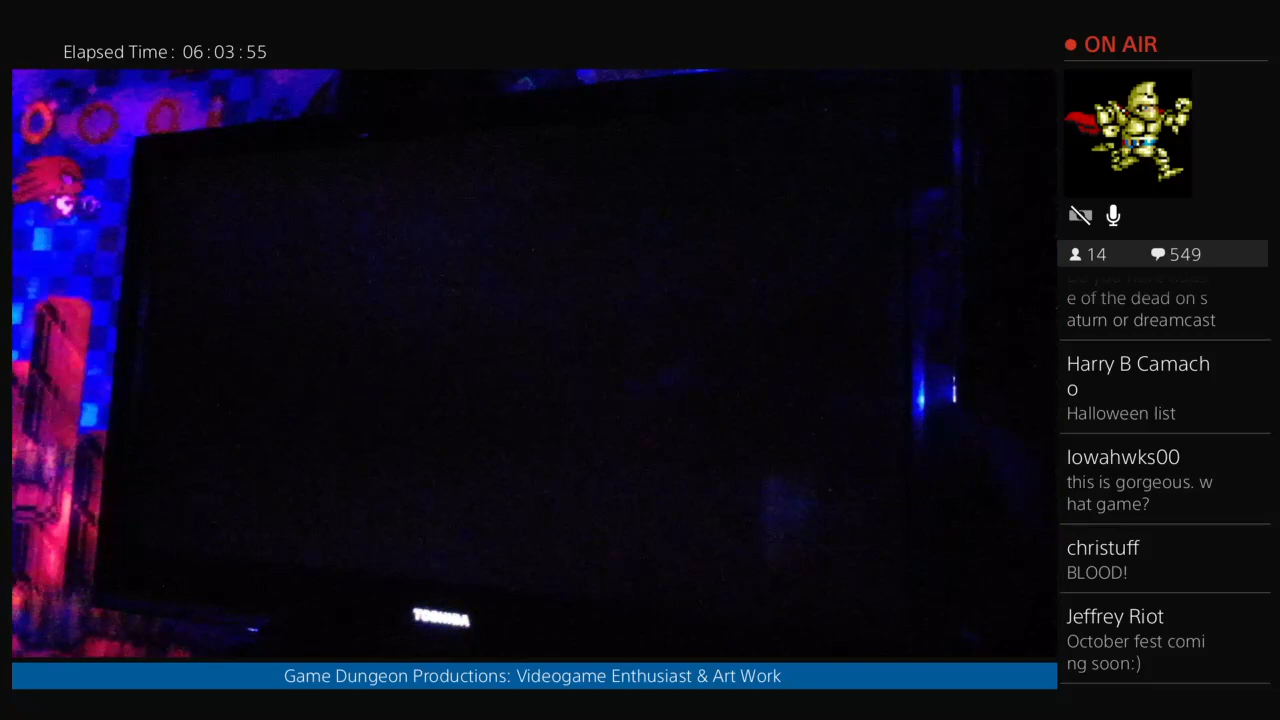 Elapsed Time: 06:03:55
ON AIR
14 549
e of the dead on s
aturn or dreamcast
Harry B Camach
o
Halloween list
Iowahwks00
this is gorgeous. w
hat game?
christuff
BLOOD!
Jeffrey Riot
October fest comi
ng soon:)
TOSHIBA
Game Dungeon Productions: Videogame Enthusiast & Art Work